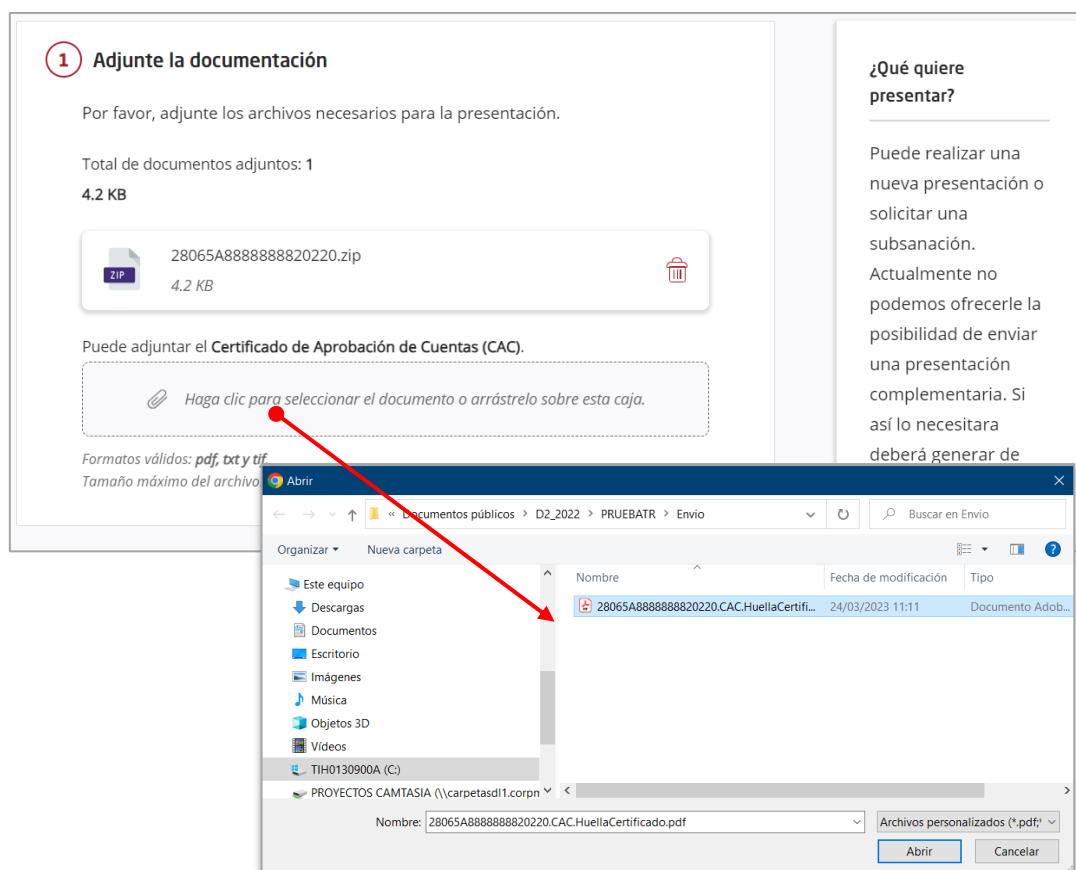 1 Adjunte la documentación
Por favor, adjunte los archivos necesarios para la presentación.
Total de documentos adjuntos: 1
4.2 KB
ZIP
28065A8888888820220.zip
4.2 KB
Puede adjuntar el Certificado de Aprobación de Cuentas (CAC).
Haga clic para seleccionar el documento o arrástrelo sobre esta caja.
Formatos válidos: pdf, txt y tif.
Tamaño máximo del archivo
¿Qué quiere
presentar?
Puede realizar una
nueva presentación o
solicitar una
subsanación.
Actualmente no
podemos ofrecerle la
posibilidad de enviar
una presentación
complementaria. Si
así lo necesitara
deberá generar de
Abrir
« Documentos públicos > D2_2022 > PRUEBATR > Envio
Buscar en Envio
Organizar
Nueva carpeta
Este equipo
Descargas
Documentos
Escritorio
Imágenes
Música
Objetos 3D
Vídeos
TIH0130900A (C:)
PROYECTOS CAMTASIA (\\carpetasdl1.corpn
Nombre Fecha de modificación Tipo
28065A8888888820220.CAC.HuellaCertifi... 24/03/2023 11:11 Documento Adob...
Nombre: 28065A8888888820220.CAC.HuellaCertificado.pdf
Archivos personalizados (*.pdf;*
Abrir
Cancelar